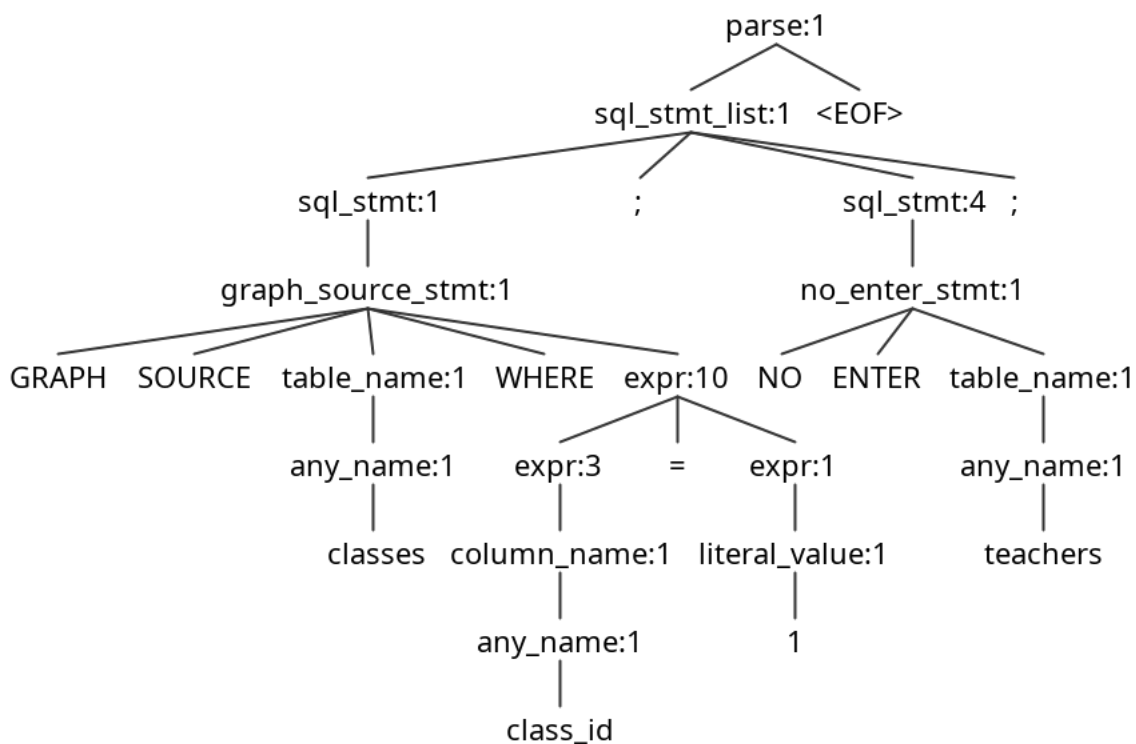 parse:1
sql_stmt_list:1 <EOF>
sql_stmt:1 ; sql_stmt:4 ;
graph_source_stmt:1 no_enter_stmt:1
GRAPH SOURCE table_name:1 WHERE expr:10 NO ENTER table_name:1
any_name:1 expr:3 = expr:1 any_name:1
classes column_name:1 literal_value:1 teachers
any_name:1 1
class_id